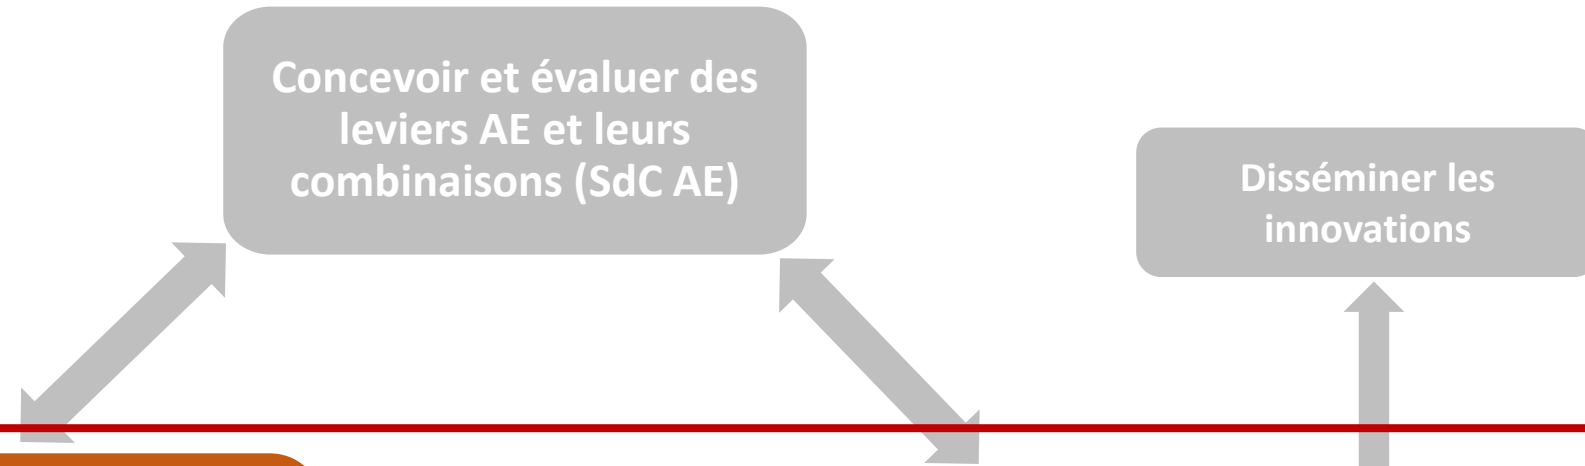 Concevoir et évaluer des
leviers AE et leurs
combinaisons (SdC AE)
Disséminer les
innovations